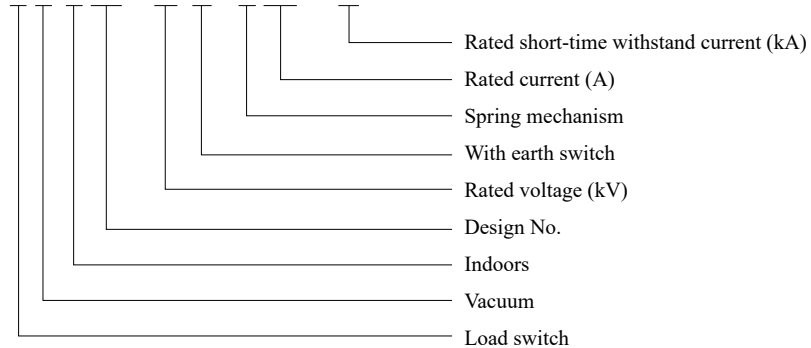 Rated short-time withstand current (kA)
Rated current (A)
Spring mechanism
With earth switch
Rated voltage (kV)
Design No.
Indoors
Vacuum
Load switch